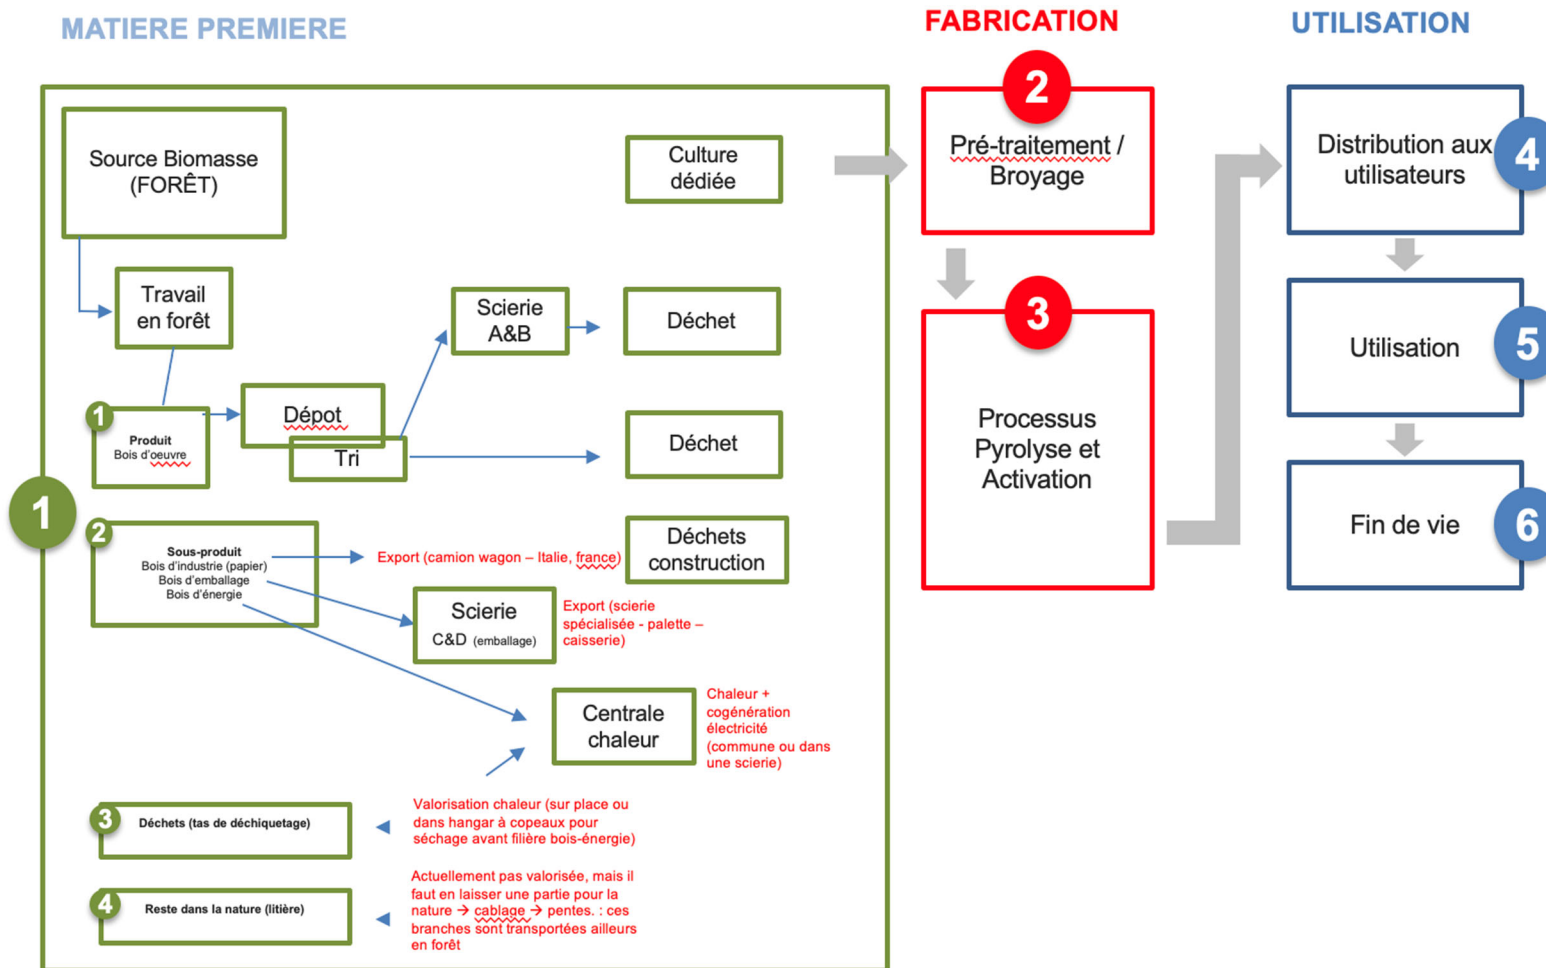 MATIERE PREMIERE
FABRICATION
UTILISATION
1
Source Biomasse
(FORÊT)
Culture
dédiée
Travail
en forêt
Scierie
A&B
Déchet
1
Produit
Bois d'oeuvre
Dépot
Tri
Déchet
2
Sous-produit
Bois d'industrie (papier)
Bois d'emballage
Bois d'énergie
Export (camion wagon – Italie, france)
Déchets
construction
Scierie
C&D (emballage)
Export (scierie
spécialisée - palette –
caisserie)
Centrale
chaleur
Chaleur +
cogénération
électricité
(commune ou dans
une scierie)
3
Déchets (tas de déchiquetage)
Valorisation chaleur (sur place ou
dans hangar à copeaux pour
séchage avant filière bois-énergie)
4
Reste dans la nature (litière)
Actuellement pas valorisée, mais il
faut en laisser une partie pour la
nature → cablage → pentes. : ces
branches sont transportées ailleurs
en forêt
2
Pré-traitement /
Broyage
3
Processus
Pyrolyse et
Activation
Distribution aux
utilisateurs
4
Utilisation
5
Fin de vie
6